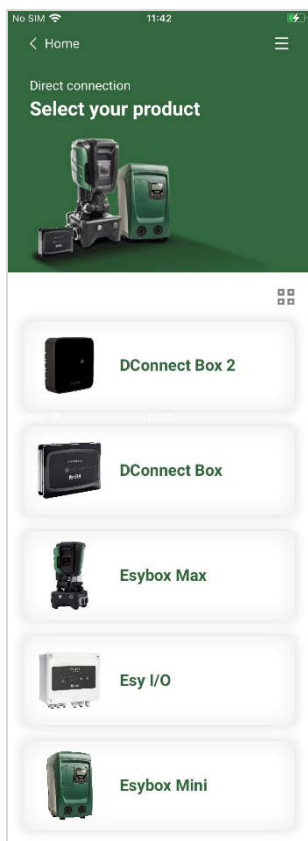 No SIM 11:42
Home
Direct connection
Select your product
DConnect Box 2
DConnect Box
Esybox Max
Esy I/O
Esybox Mini